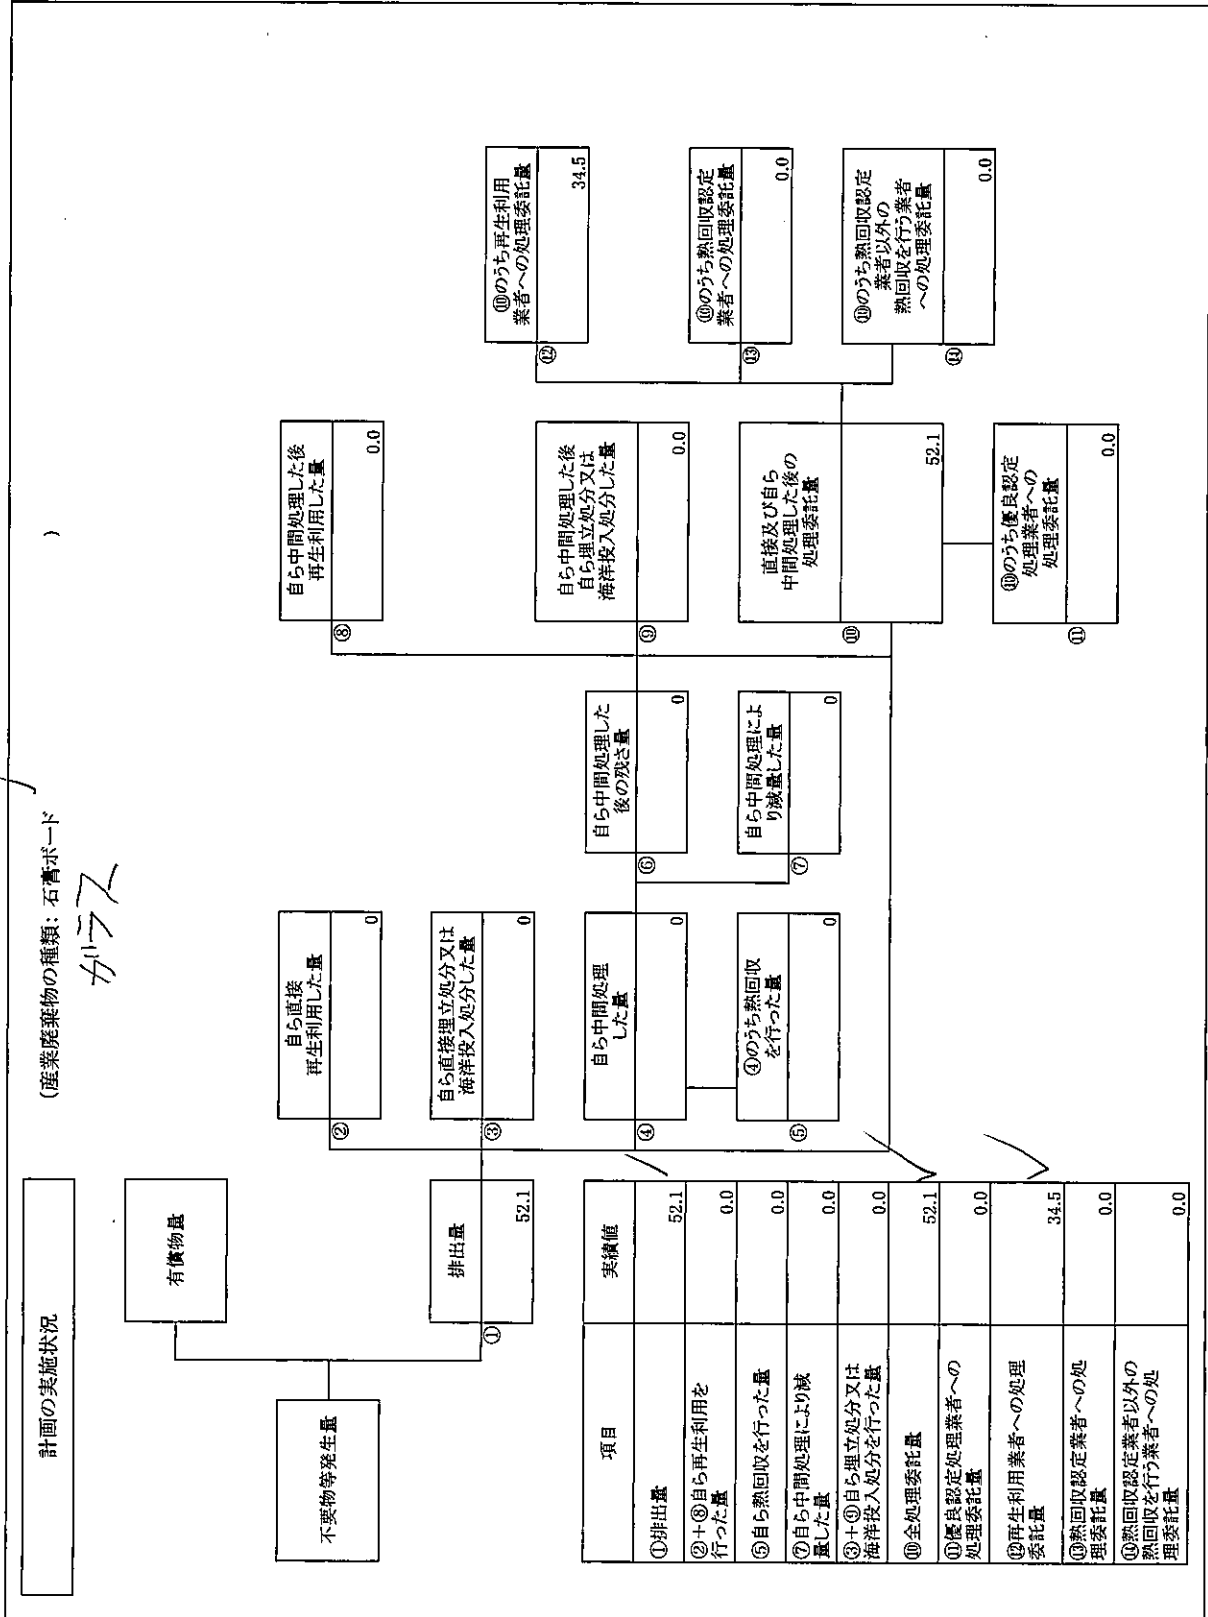 計画の実施状況
(産業廃棄物の種類：石膏ボード
)
ガラス
不要物等発生量
有償物量
①
排出量
52.1
②
自ら直接
再生利用した量
0
③
自ら直接埋立処分又は
海洋投入処分した量
0
④
自ら中間処理
した量
0
⑤
④のうち熱回収
を行った量
0
⑥
自ら中間処理した
後の残さ量
0
⑦
自ら中間処理によ
り減量した量
0
⑧
自ら中間処理した後
再生利用した量
0.0
⑨
自ら中間処理した後
自ら埋立処分又は
海洋投入処分した量
0.0
⑩
直接及び自ら
中間処理した後の
処理委託量
52.1
⑪
⑩のうち優良認定
処理業者への
処理委託量
0.0
⑫
⑩のうち再生利用
業者への処理委託量
34.5
⑬
⑩のうち熱回収認定
業者への処理委託量
0.0
⑭
⑩のうち熱回収認定
業者以外の
熱回収を行う業者
への処理委託量
0.0
項目 実績値
①排出量 52.1
②+⑧自ら再生利用を
行った量 0.0
⑤自ら熱回収を行った量 0.0
⑦自ら中間処理により減
量した量 0.0
③+⑨自ら埋立処分又は
海洋投入処分を行った量 0.0
⑩全処理委託量 52.1
⑪優良認定処理業者への
処理委託量 0.0
⑫再生利用業者への処理
委託量 34.5
⑬熱回収認定業者への処
理委託量 0.0
⑭熱回収認定業者以外の
熱回収を行う業者への処
理委託量 0.0